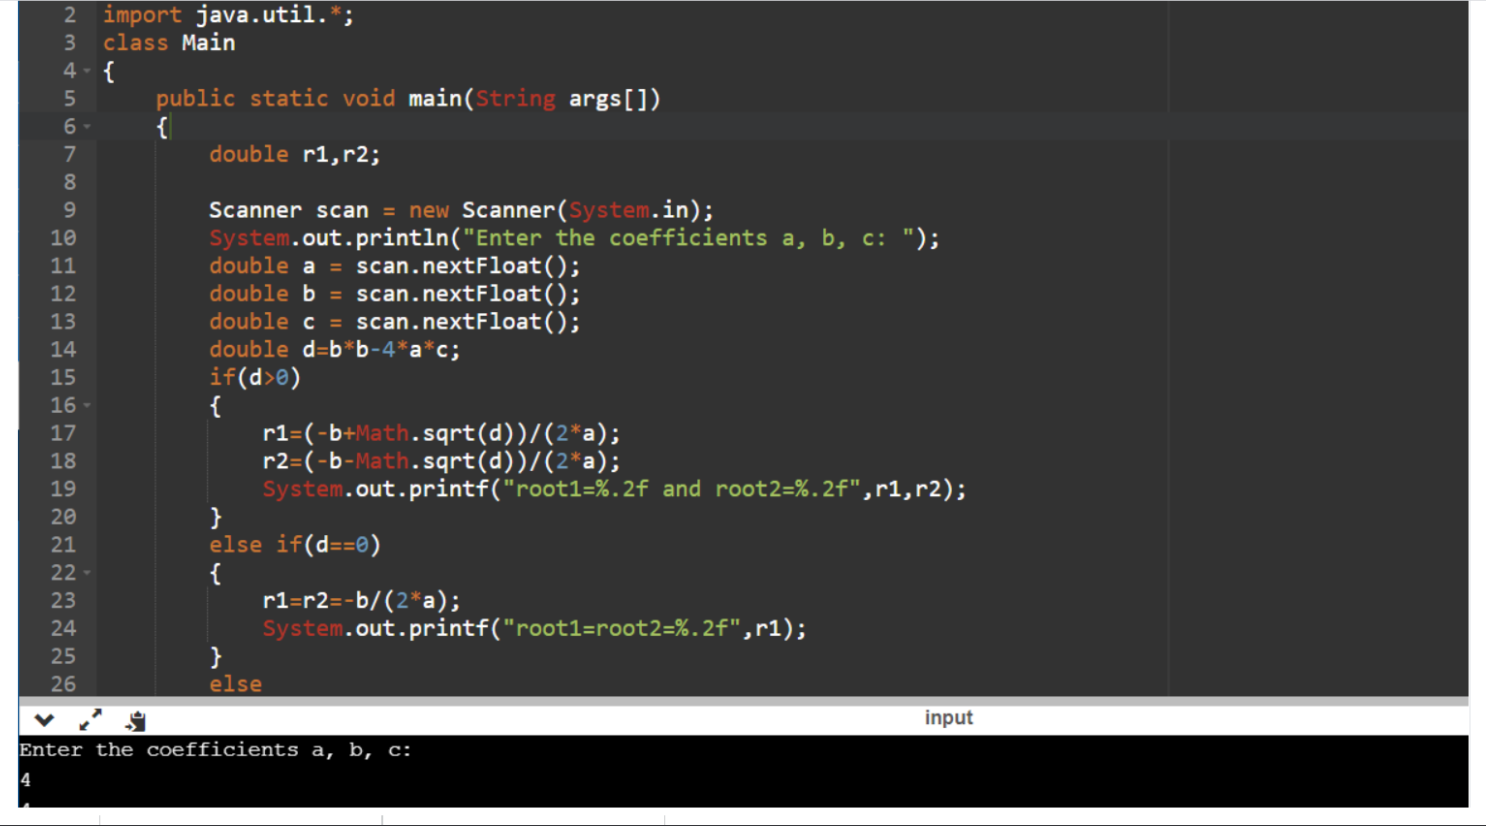 2 import java.util.*;
3 class Main
4 {
5 public static void main(String args[])
6 {
7 double r1,r2;
8
9 Scanner scan = new Scanner(System.in);
10 System.out.println("Enter the coefficients a, b, c: ");
11 double a = scan.nextFloat();
12 double b = scan.nextFloat();
13 double c = scan.nextFloat();
14 double d=b*b-4*a*c;
15 if(d>0)
16 {
17 r1=(-b+Math.sqrt(d))/(2*a);
18 r2=(-b-Math.sqrt(d))/(2*a);
19 System.out.printf("root1=%.2f and root2=%.2f",r1,r2);
20 }
21 else if(d==0)
22 {
23 r1=r2=-b/(2*a);
24 System.out.printf("root1=root2=%.2f",r1);
25 }
26 else
input
Enter the coefficients a, b, c:
4